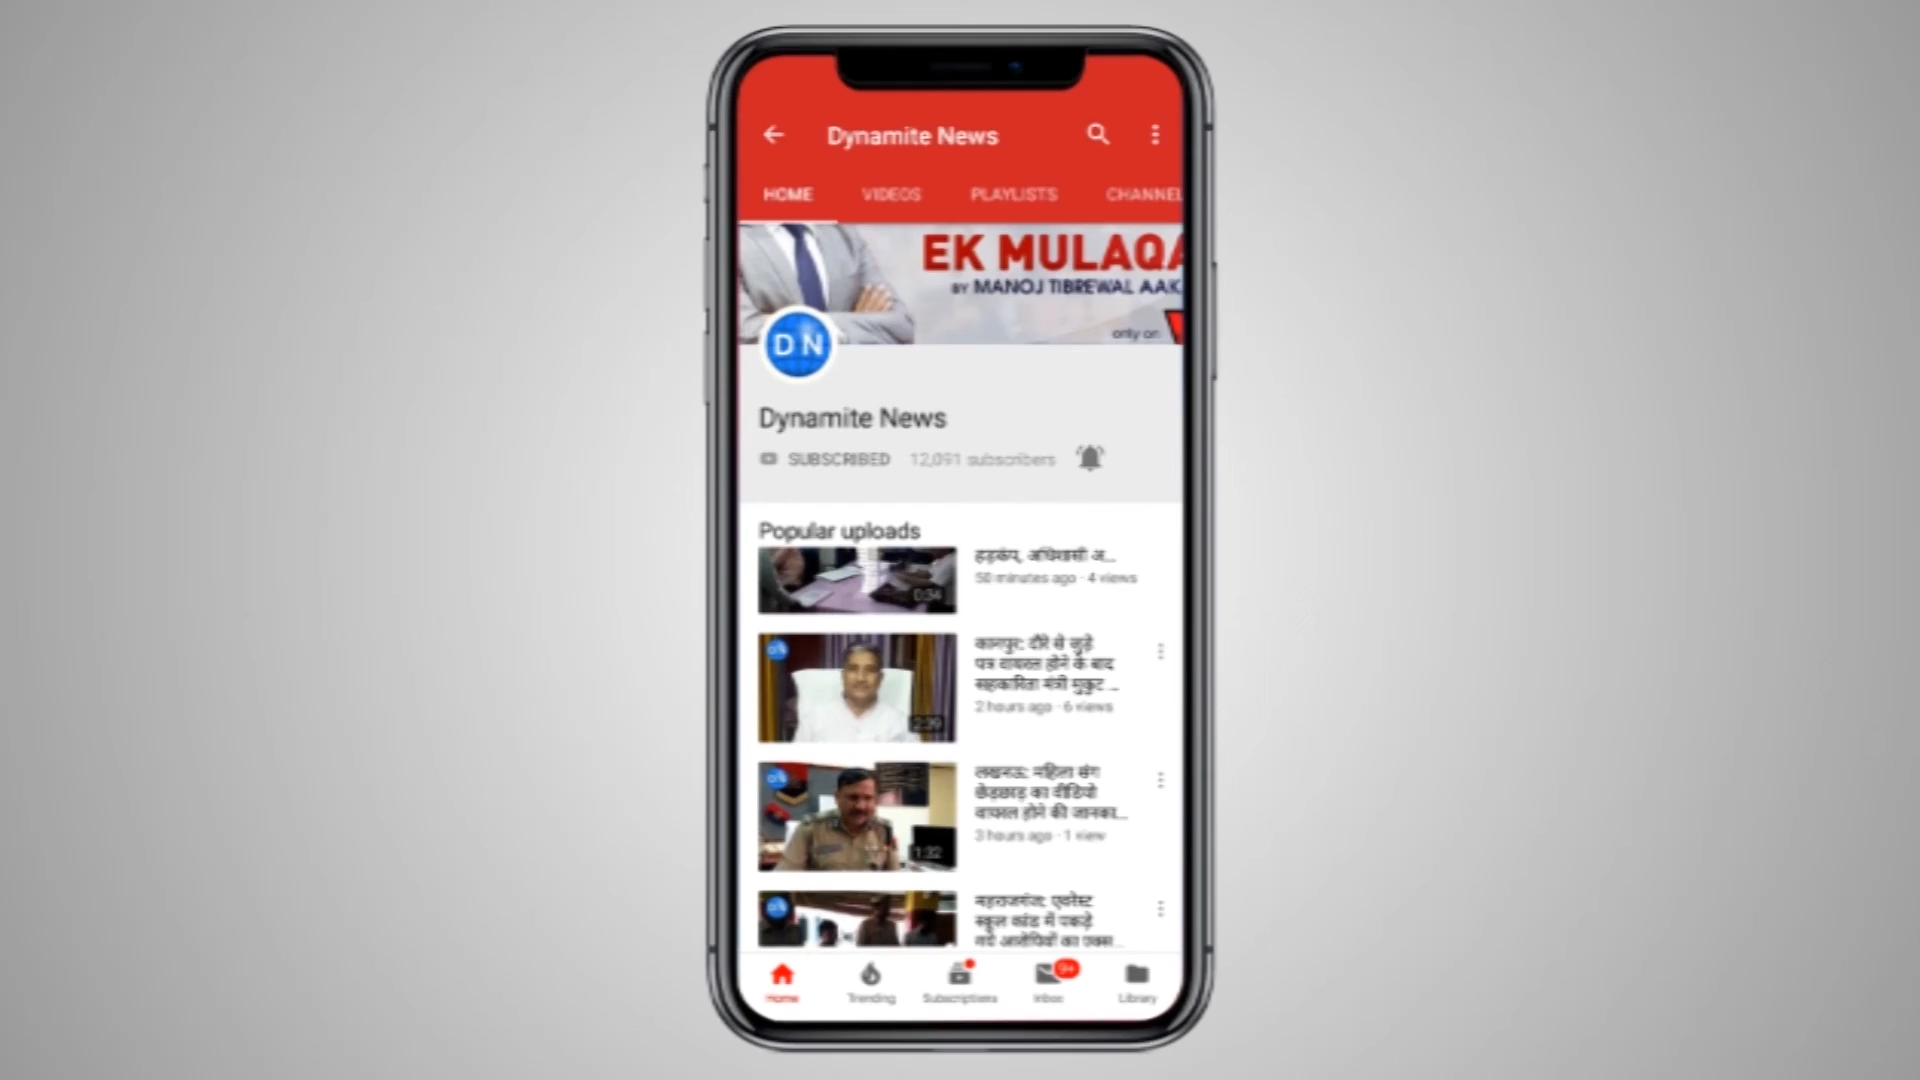 Dynamite News
HOME VIDEOS PLAYLISTS CHANNEL
EK MULAQA
BY MANOJ TIBREWAL AAK
only on
D N
Dynamite News
SUBSCRIBED 12,091 subscribers
Popular uploads
हड़कंप, अधिशासी अ...
50 minutes ago · 4 views
0:34
कानपुर: दौरे से जुड़े
पत्र वायरल होने के बाद
सहकारिता मंत्री मुकुट ...
2 hours ago · 6 views
2:39
लखनऊ: महिला संग
छेड़छाड़ का वीडियो
वायरल होने की जानका...
3 hours ago · 1 view
1:32
महराजगंज: एवरेस्ट
स्कूल कांड में पकड़े
गये आरोपियों का एक्स...
9+
Home Trending Subscriptions Inbox Library